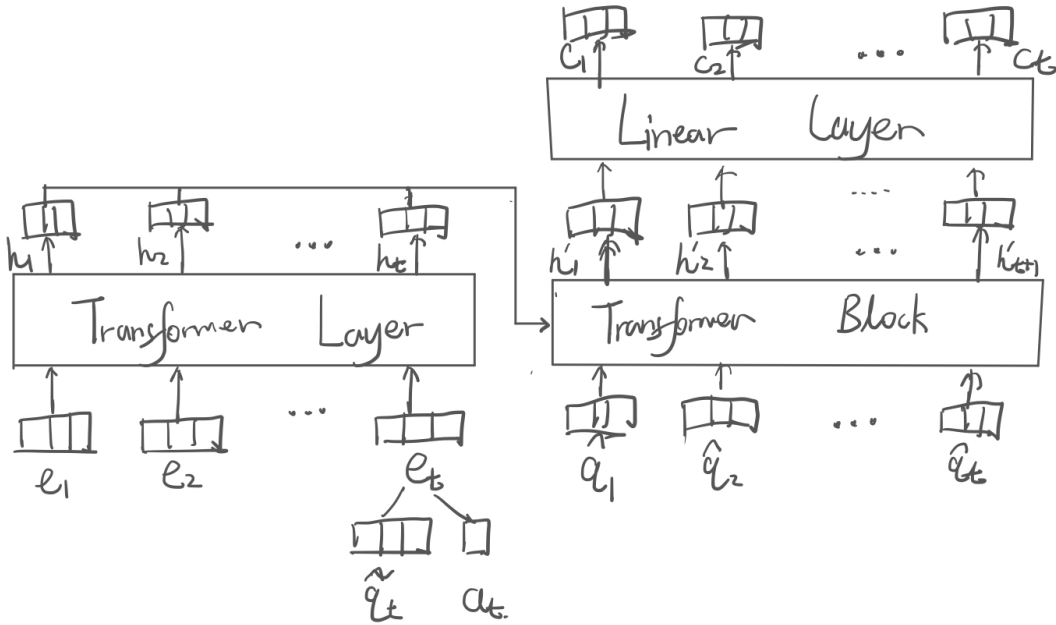 c₁ c₂ ... cₜ
Linear Layer
....
h₁ h₂ ... hₜ h'₁ h'₂ ... h'ₜ₊₁
Transformer Layer Transformer Block
... ...
e₁ e₂ eₜ q̂₁ q̂₂ q̂ₜ
q̃ₜ aₜ.